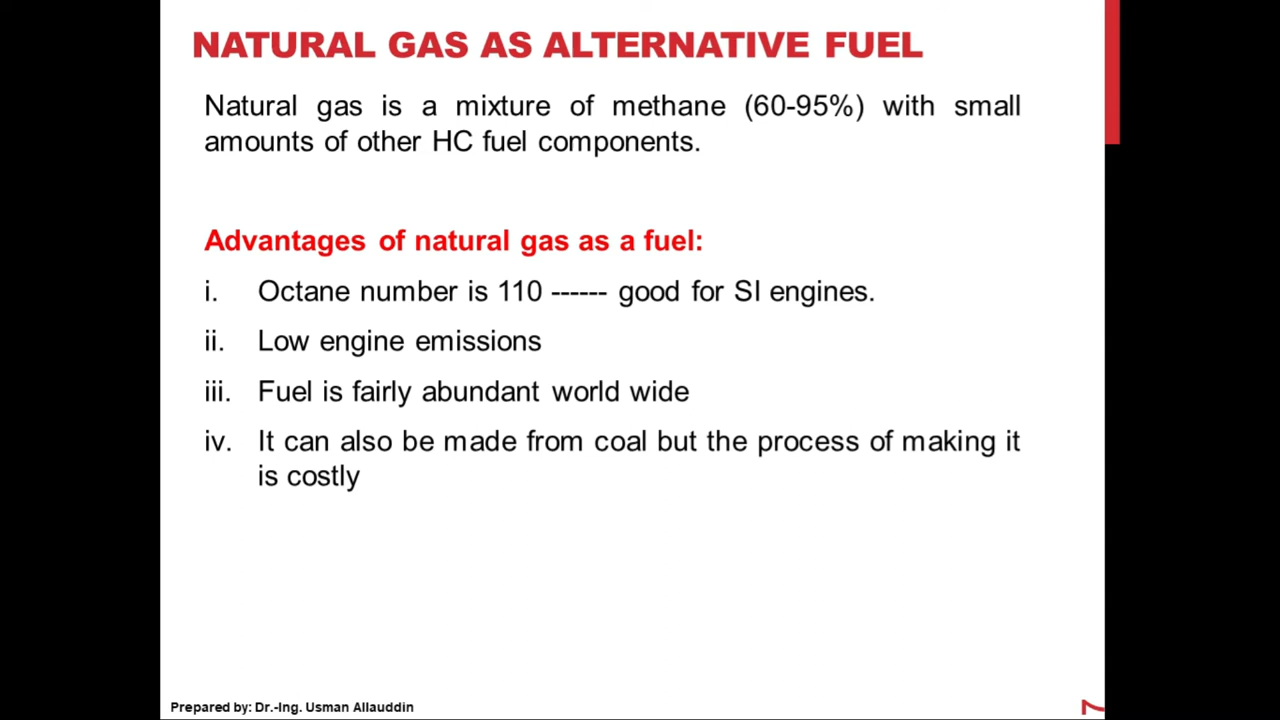 NATURAL GAS AS ALTERNATIVE FUEL
Natural gas is a mixture of methane (60-95%) with small
amounts of other HC fuel components.
Advantages of natural gas as a fuel:
i. Octane number is 110 ------ good for SI engines.
ii. Low engine emissions
iii. Fuel is fairly abundant world wide
iv. It can also be made from coal but the process of making it
is costly
Prepared by: Dr.-Ing. Usman Allauddin
7